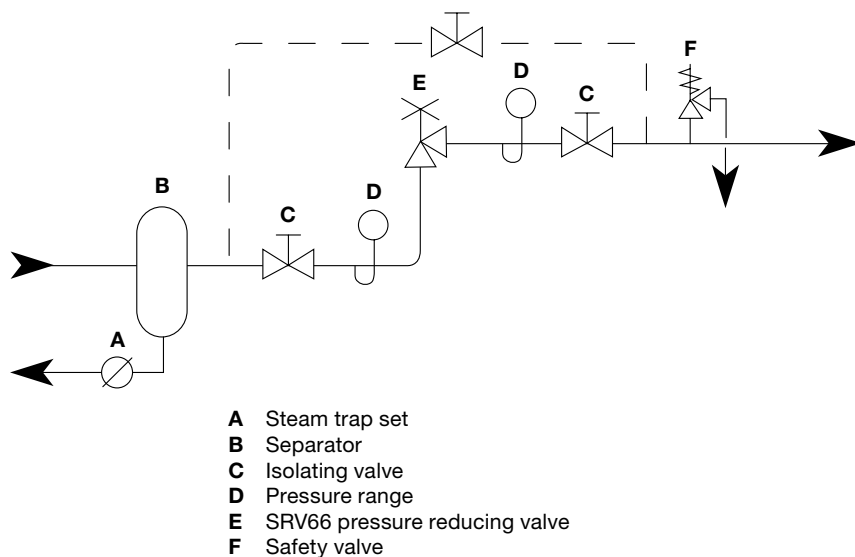 F
D
E
C
B
C
D
A
A Steam trap set
B Separator
C Isolating valve
D Pressure range
E SRV66 pressure reducing valve
F Safety valve